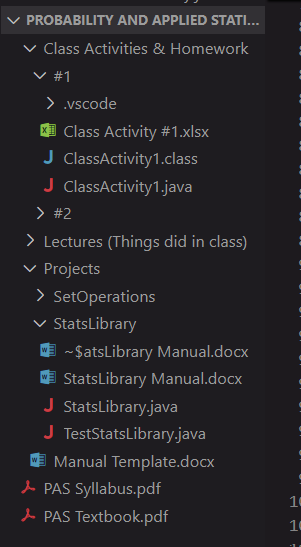 PROBABILITY AND APPLIED STATI...
Class Activities & Homework
#1
.vscode
Class Activity #1.xlsx
ClassActivity1.class
ClassActivity1.java
#2
Lectures (Things did in class)
Projects
SetOperations
StatsLibrary
~$atsLibrary Manual.docx
StatsLibrary Manual.docx
StatsLibrary.java
TestStatsLibrary.java
Manual Template.docx
PAS Syllabus.pdf
PAS Textbook.pdf